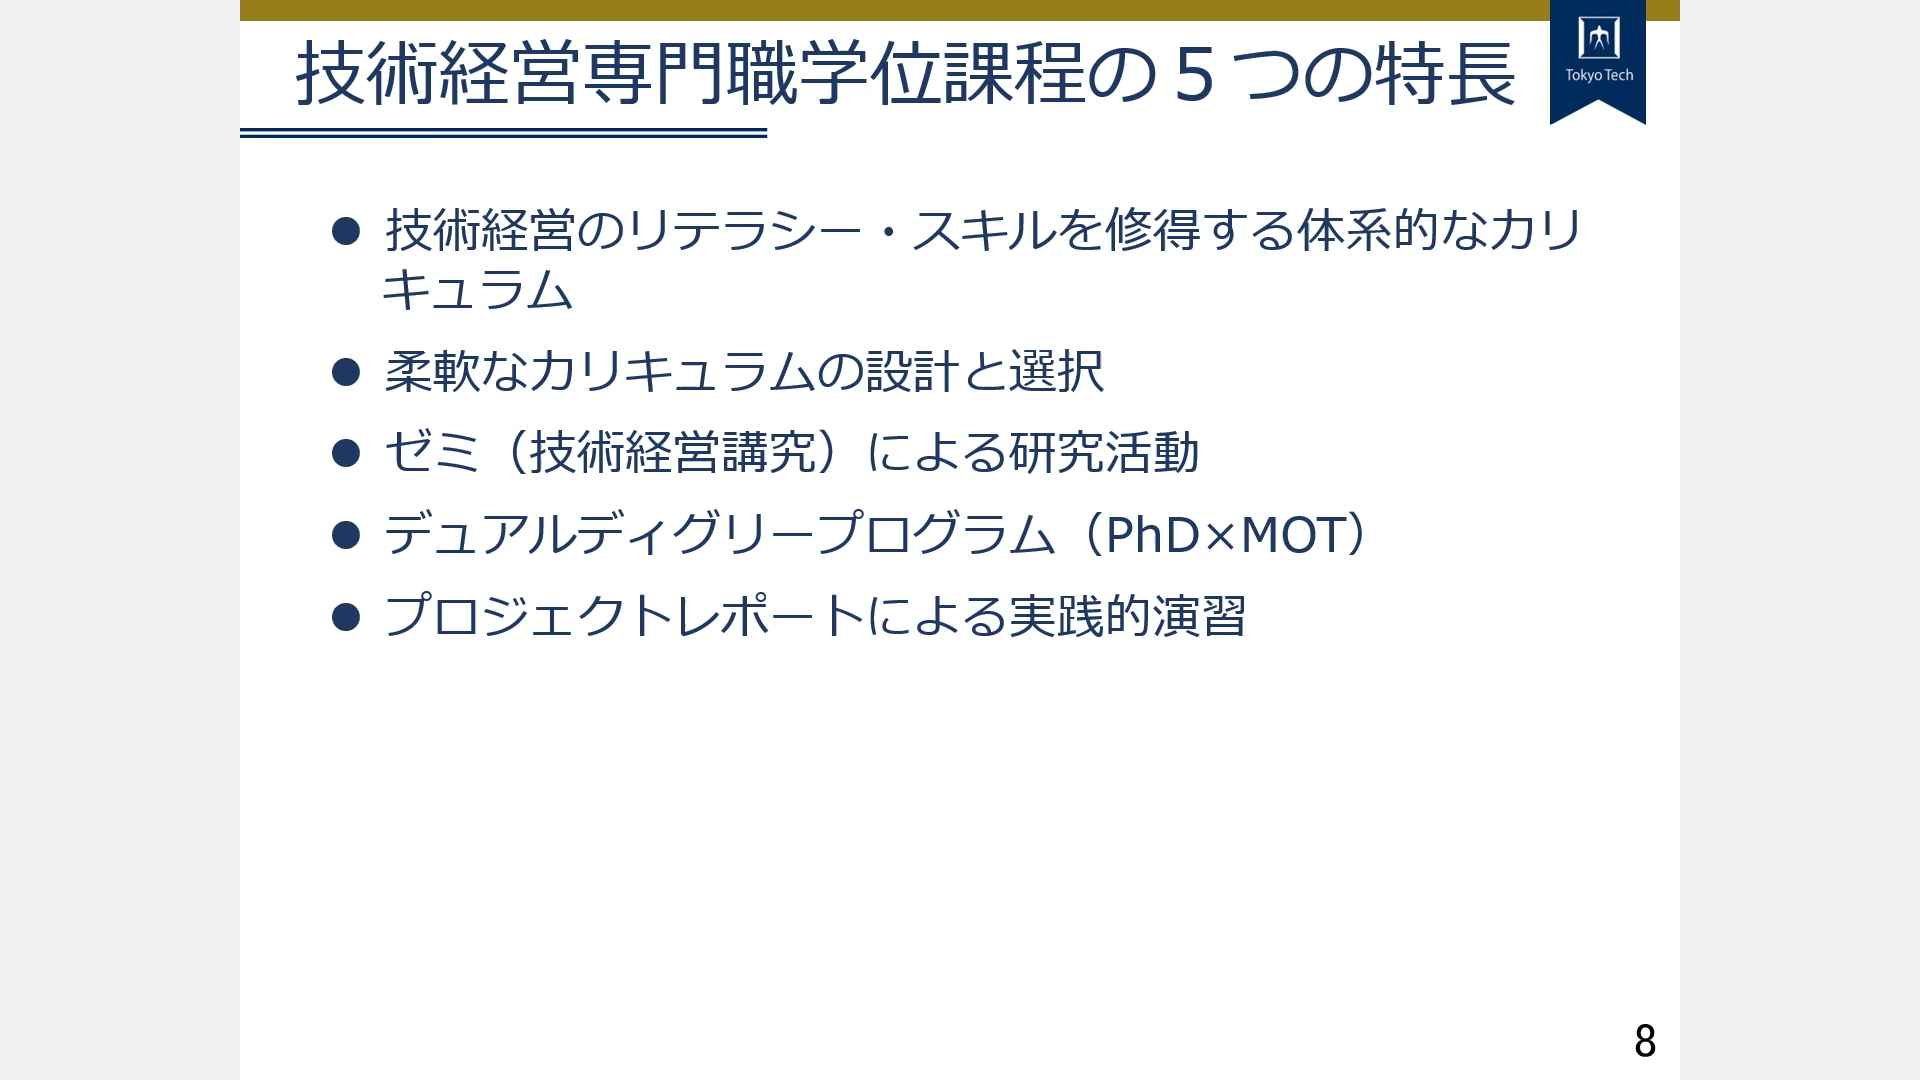 技術経営専門職学位課程の５つの特長
Tokyo Tech
● 技術経営のリテラシー・スキルを修得する体系的なカリ
キュラム
● 柔軟なカリキュラムの設計と選択
● ゼミ（技術経営講究）による研究活動
● デュアルディグリープログラム（PhD×MOT）
● プロジェクトレポートによる実践的演習
8